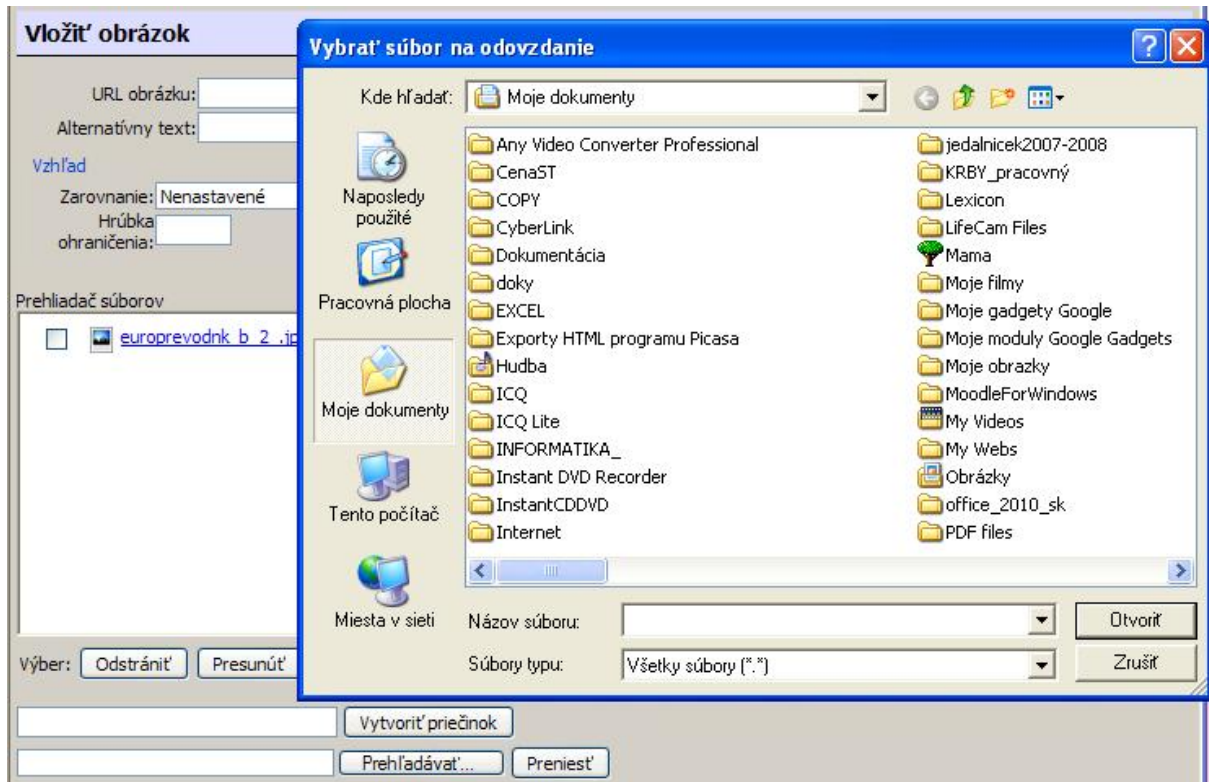 Vložiť obrázok
URL obrázku:
Alternatívny text:
Vzhľad
Zarovnanie: Nenastavené
Hrúbka
ohraničenia:
Prehliadač súborov
europrevodnk_b_2_.jp
Výber: Odstrániť Presunúť
Vytvoriť priečinok
Prehľadávať... Preniesť
Vybrať súbor na odovzdanie
Kde hľadať: Moje dokumenty
Naposledy
použité
Pracovná plocha
Moje dokumenty
Tento počítač
Miesta v sieti
Any Video Converter Professional
CenaST
COPY
CyberLink
Dokumentácia
doky
EXCEL
Exporty HTML programu Picasa
Hudba
ICQ
ICQ Lite
INFORMATIKA_
Instant DVD Recorder
InstantCDDVD
Internet
jedalnicek2007-2008
KRBY_pracovný
Lexicon
LifeCam Files
Mama
Moje filmy
Moje gadgety Google
Moje moduly Google Gadgets
Moje obrazky
MoodleForWindows
My Videos
My Webs
Obrázky
office_2010_sk
PDF files
Názov súboru: Otvoriť
Súbory typu: Všetky súbory (*.*) Zrušiť